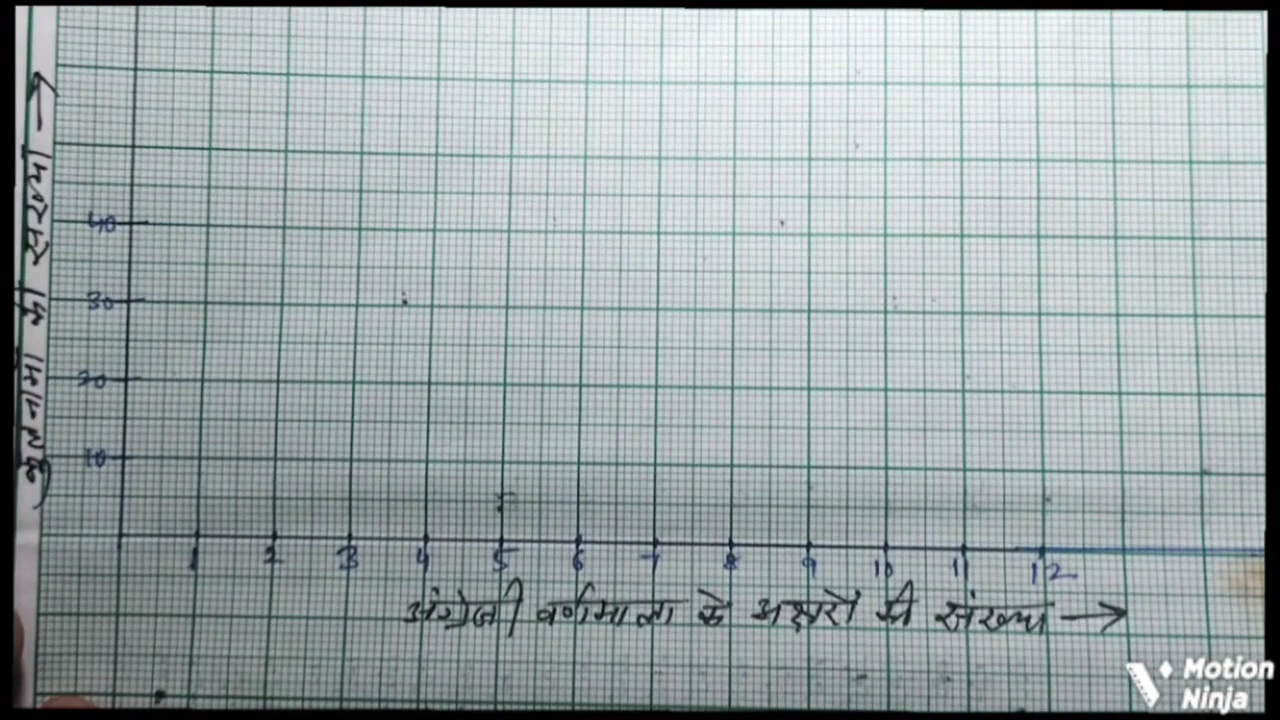 कुलनामों की संख्या →
40
30
20
10
1 2 3 4 5 6 7 8 9 10 11 12
अंग्रेजी वर्णमाला के अक्षरों की संख्या →
Motion
Ninja